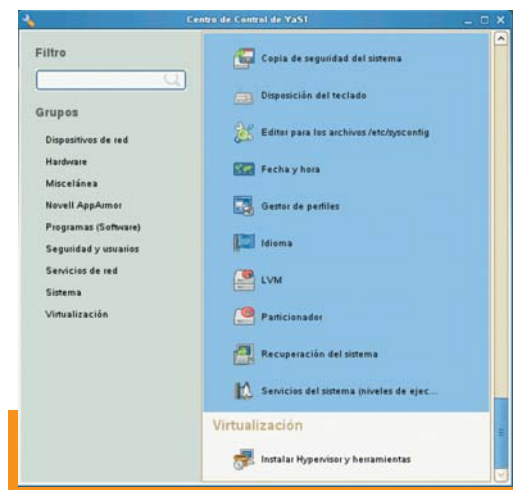 Centro de Control de YaST
Filtro
Grupos
Dispositivos de red
Hardware
Miscelánea
Novell AppArmor
Programas (Software)
Seguridad y usuarios
Servicios de red
Sistema
Virtualización
Copia de seguridad del sistema
Disposición del teclado
Editor para los archivos /etc/sysconfig
Fecha y hora
Gestor de perfiles
Idioma
LVM
Particionador
Recuperación del sistema
Servicios del sistema (niveles de ejec...
Virtualización
Instalar Hypervisor y herramientas